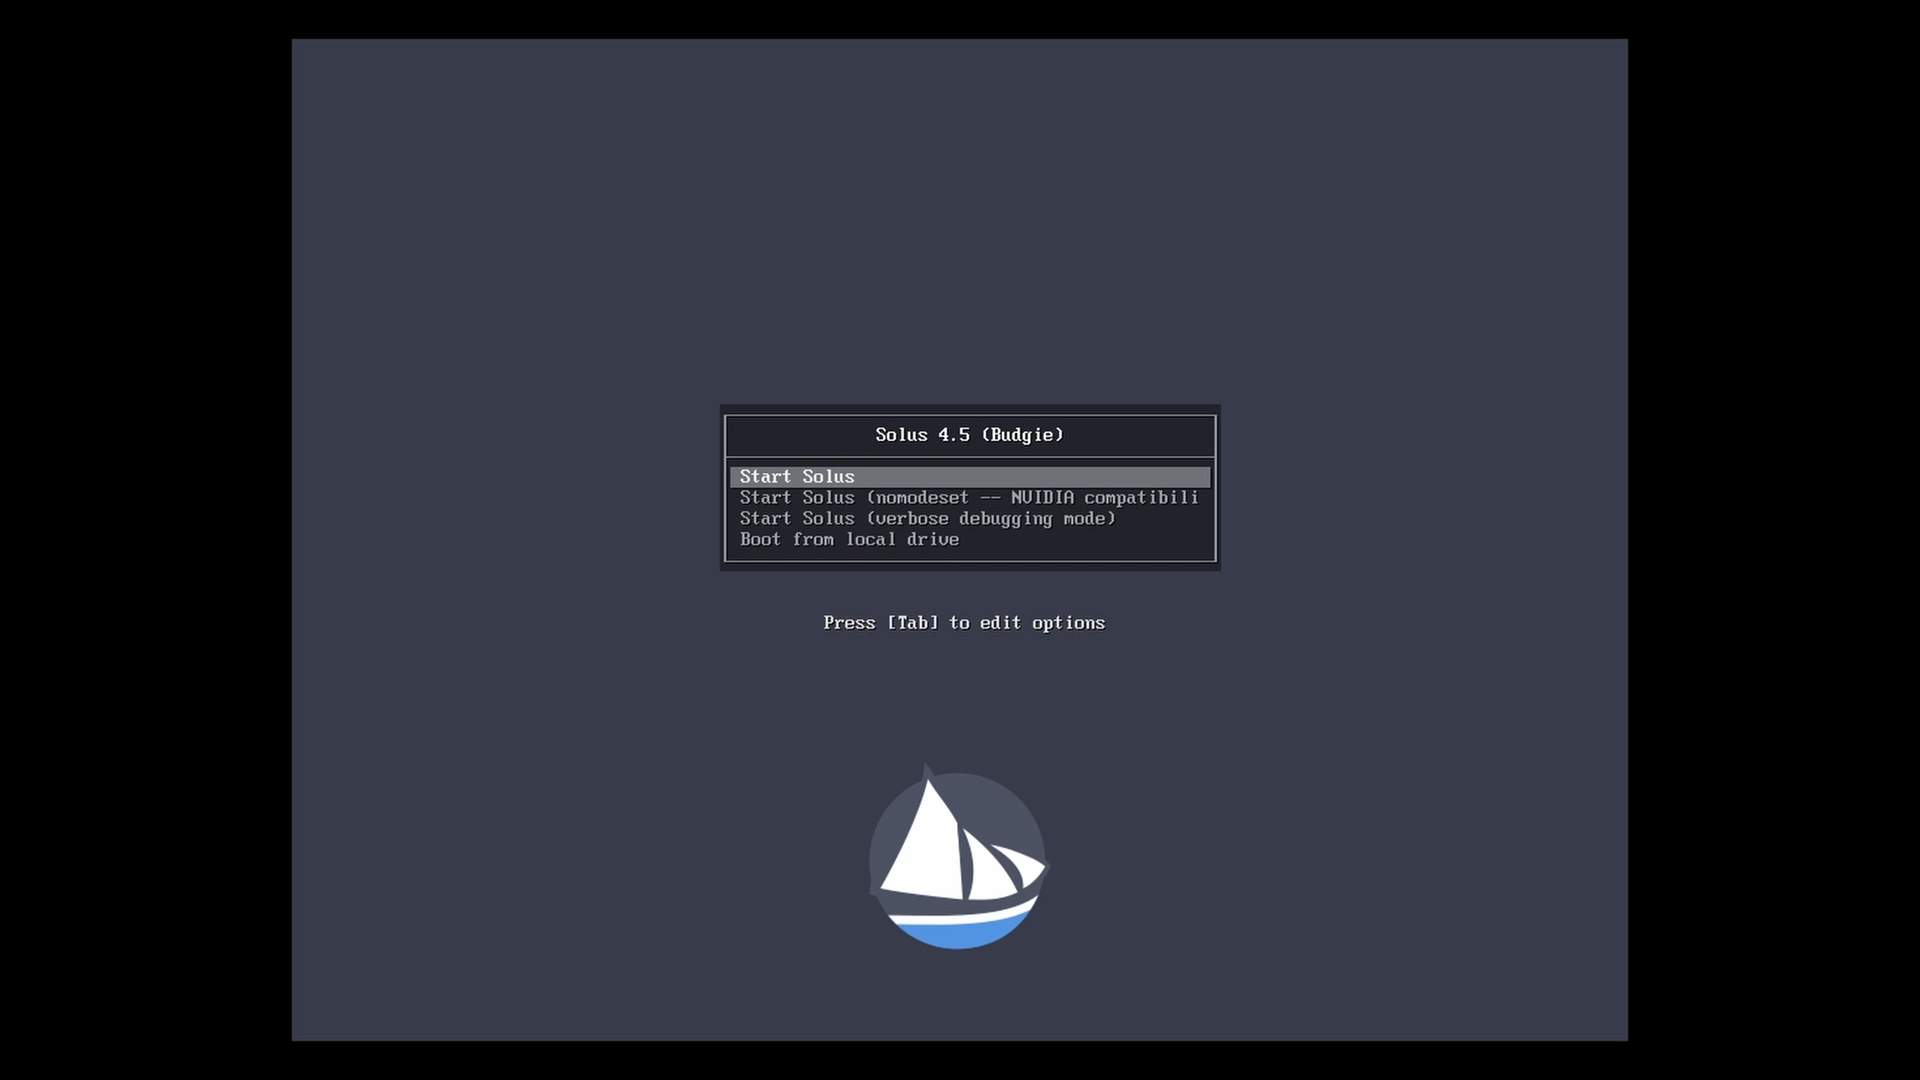 Solus 4.5 (Budgie)
Start Solus
Start Solus (nomodeset -- NVIDIA compatibili
Start Solus (verbose debugging mode)
Boot from local drive
Press [Tab] to edit options